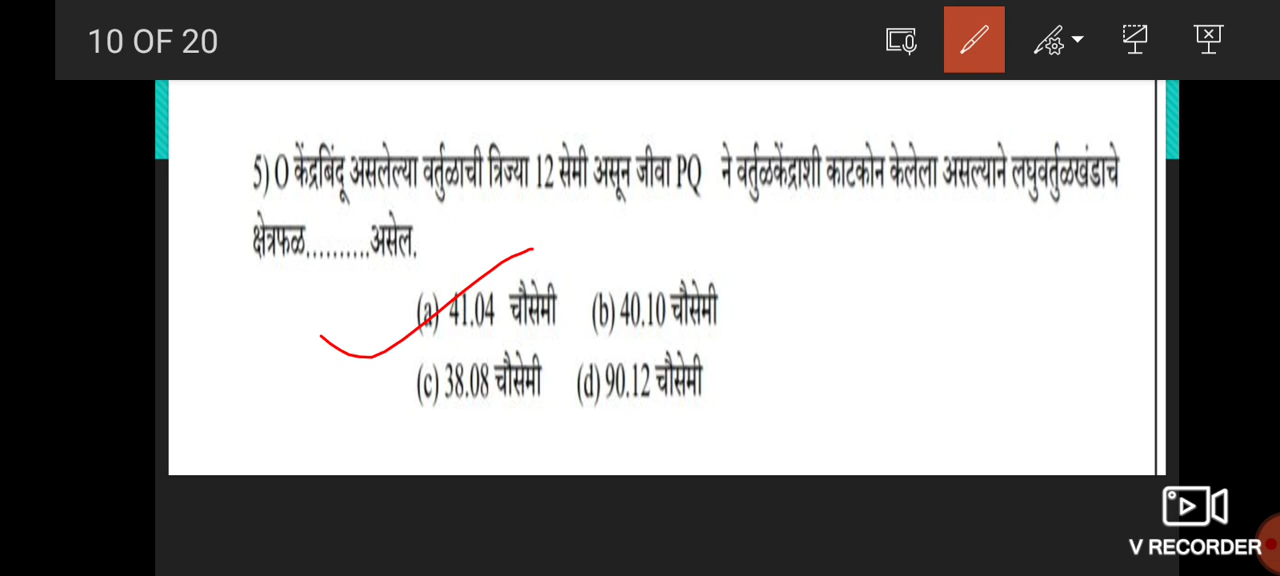 10 OF 20
5) O केंद्रबिंदू असलेल्या वर्तुळाची त्रिज्या 12 सेमी असून जीवा PQ ने वर्तुळकेंद्राशी काटकोन केलेला असल्याने लघुवर्तुळखंडाचे
क्षेत्रफळ..........असेल.
(a) 41.04 चौसेमी (b) 40.10 चौसेमी
(c) 38.08 चौसेमी (d) 90.12 चौसेमी
V RECORDER